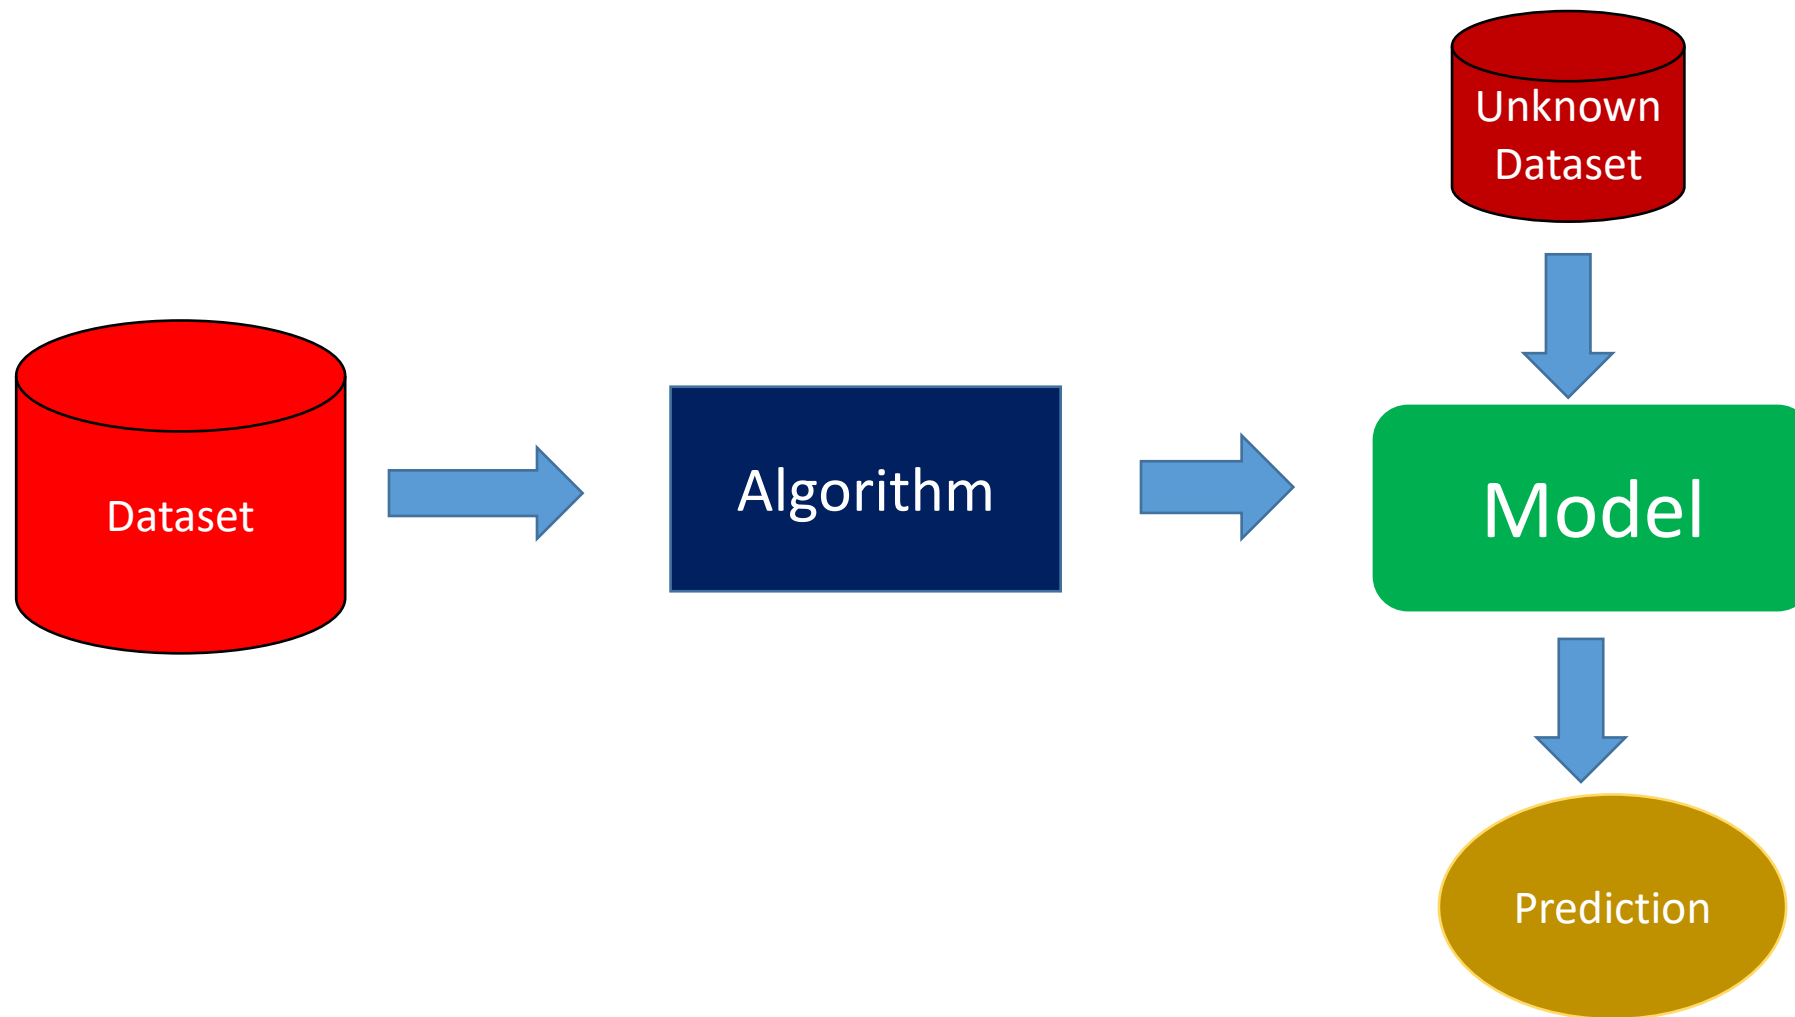 Unknown
Dataset
Dataset
Algorithm
Model
Prediction